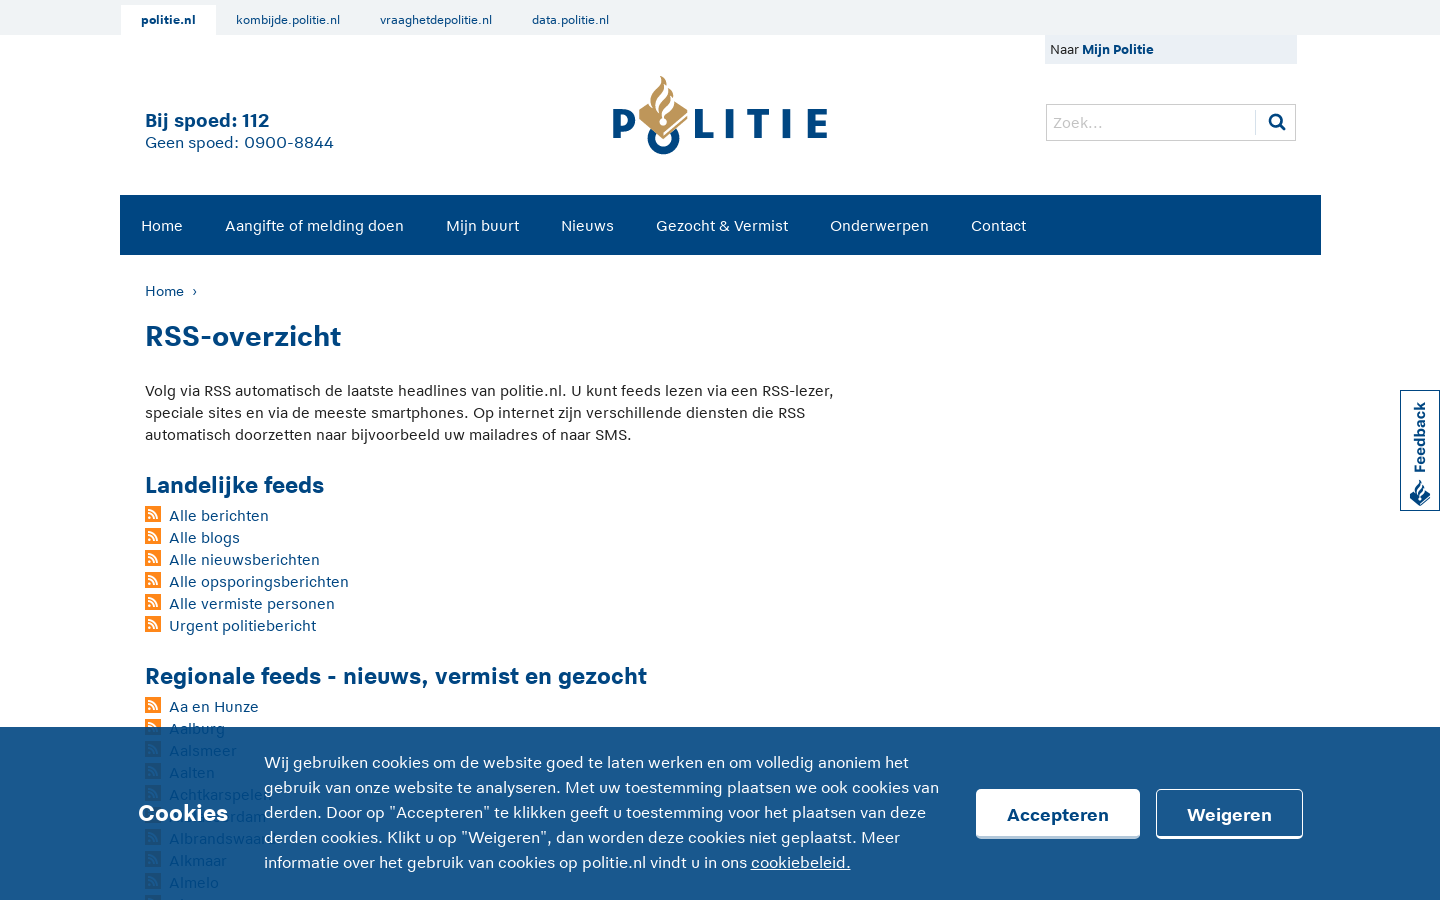 politie.nl
kombijde.politie.nl
vraaghetdepolitie.nl
data.politie.nl
Naar Mijn Politie
Bij spoed: 112
Geen spoed: 0900-8844
POLITIE
Zoek...
Home
Aangifte of melding doen
Mijn buurt
Nieuws
Gezocht & Vermist
Onderwerpen
Contact
Home ›
RSS-overzicht
Volg via RSS automatisch de laatste headlines van politie.nl. U kunt feeds lezen via een RSS-lezer,
speciale sites en via de meeste smartphones. Op internet zijn verschillende diensten die RSS
automatisch doorzetten naar bijvoorbeeld uw mailadres of naar SMS.
Feedback
Landelijke feeds
Alle berichten
Alle blogs
Alle nieuwsberichten
Alle opsporingsberichten
Alle vermiste personen
Urgent politiebericht
Regionale feeds - nieuws, vermist en gezocht
Aa en Hunze
Aalburg
Aalsmeer
Aalten
Cookies
Wij gebruiken cookies om de website goed te laten werken en om volledig anoniem het
gebruik van onze website te analyseren. Met uw toestemming plaatsen we ook cookies van
derden. Door op "Accepteren" te klikken geeft u toestemming voor het plaatsen van deze
derden cookies. Klikt u op "Weigeren", dan worden deze cookies niet geplaatst. Meer
informatie over het gebruik van cookies op politie.nl vindt u in ons cookiebeleid.
Accepteren
Weigeren
Alkmaar
Almelo